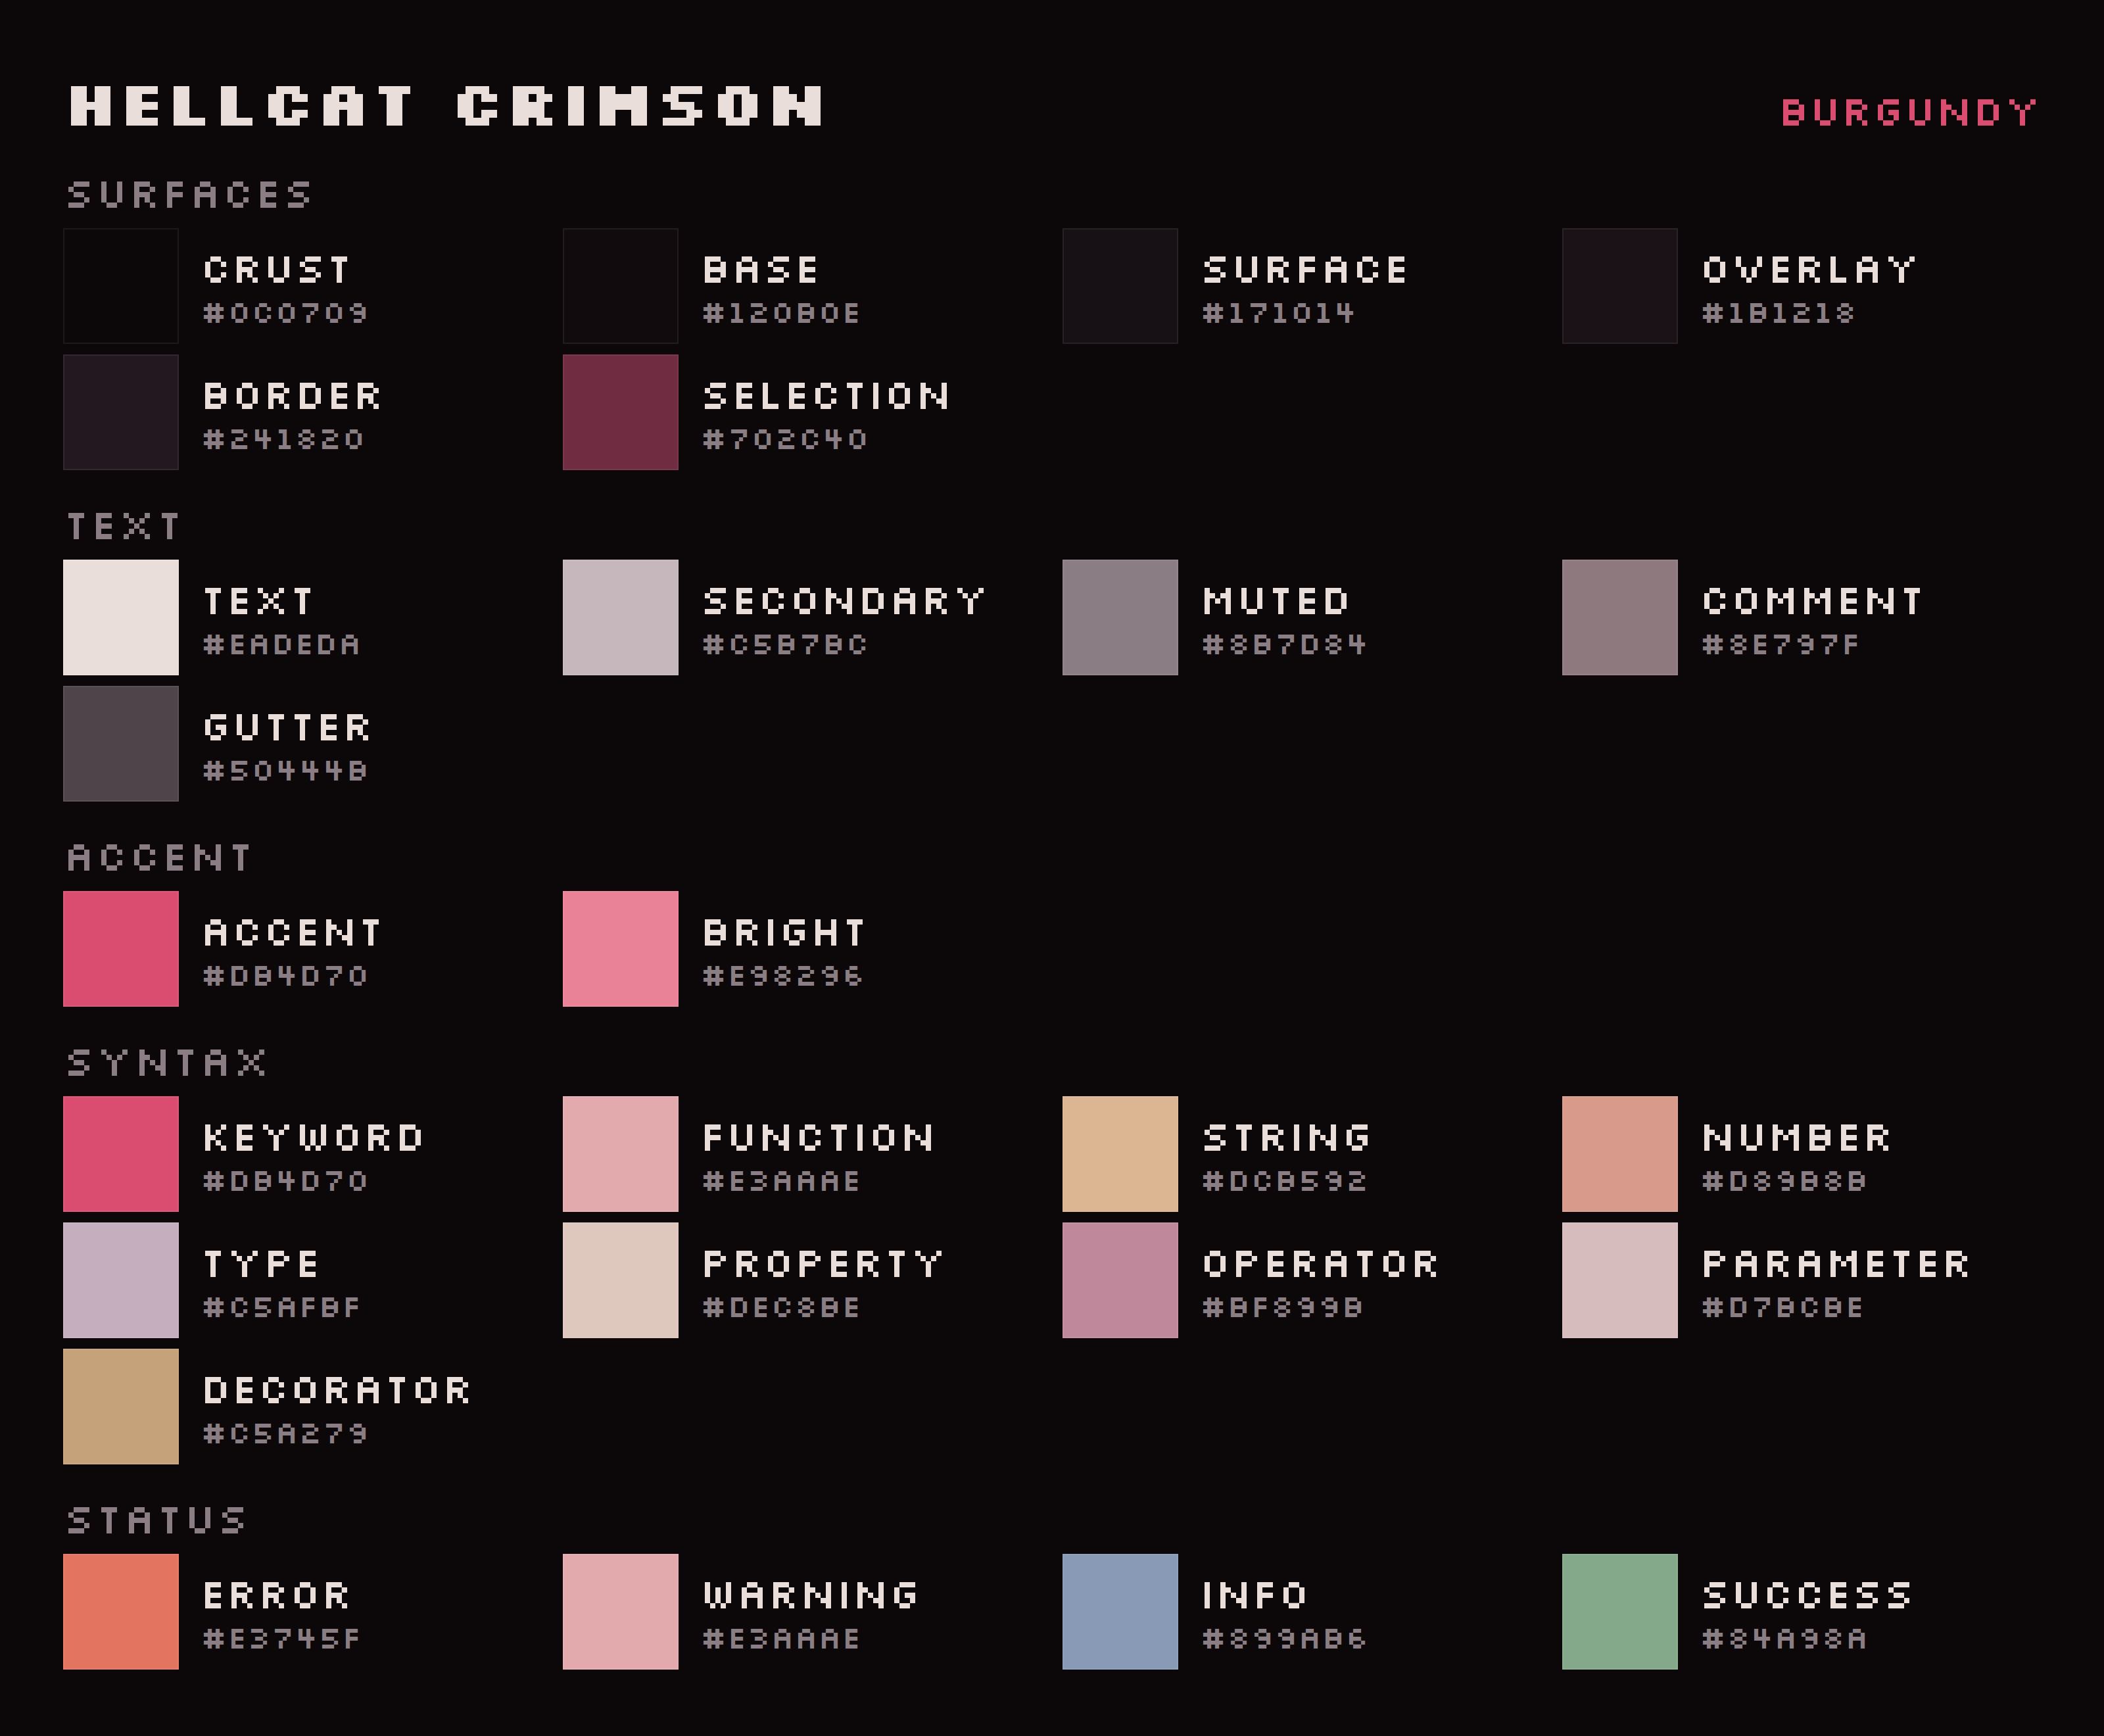 HELLCAT CRIMSON
BURGUNDY
SURFACES
CRUST
#0C0709
BASE
#120B0E
SURFACE
#171014
OVERLAY
#1B1218
BORDER
#241820
SELECTION
#702C40
TEXT
TEXT
#EADEDA
SECONDARY
#C5B7BC
MUTED
#8B7D84
COMMENT
#8E797F
GUTTER
#50444B
ACCENT
ACCENT
#DB4D70
BRIGHT
#E98296
SYNTAX
KEYWORD
#DB4D70
FUNCTION
#E3AAAE
STRING
#DCB592
NUMBER
#D89B8B
TYPE
#C5AFBF
PROPERTY
#DEC8BE
OPERATOR
#BF899B
PARAMETER
#D7BCBE
DECORATOR
#C5A279
STATUS
ERROR
#E3745F
WARNING
#E3AAAE
INFO
#899AB6
SUCCESS
#84A98A